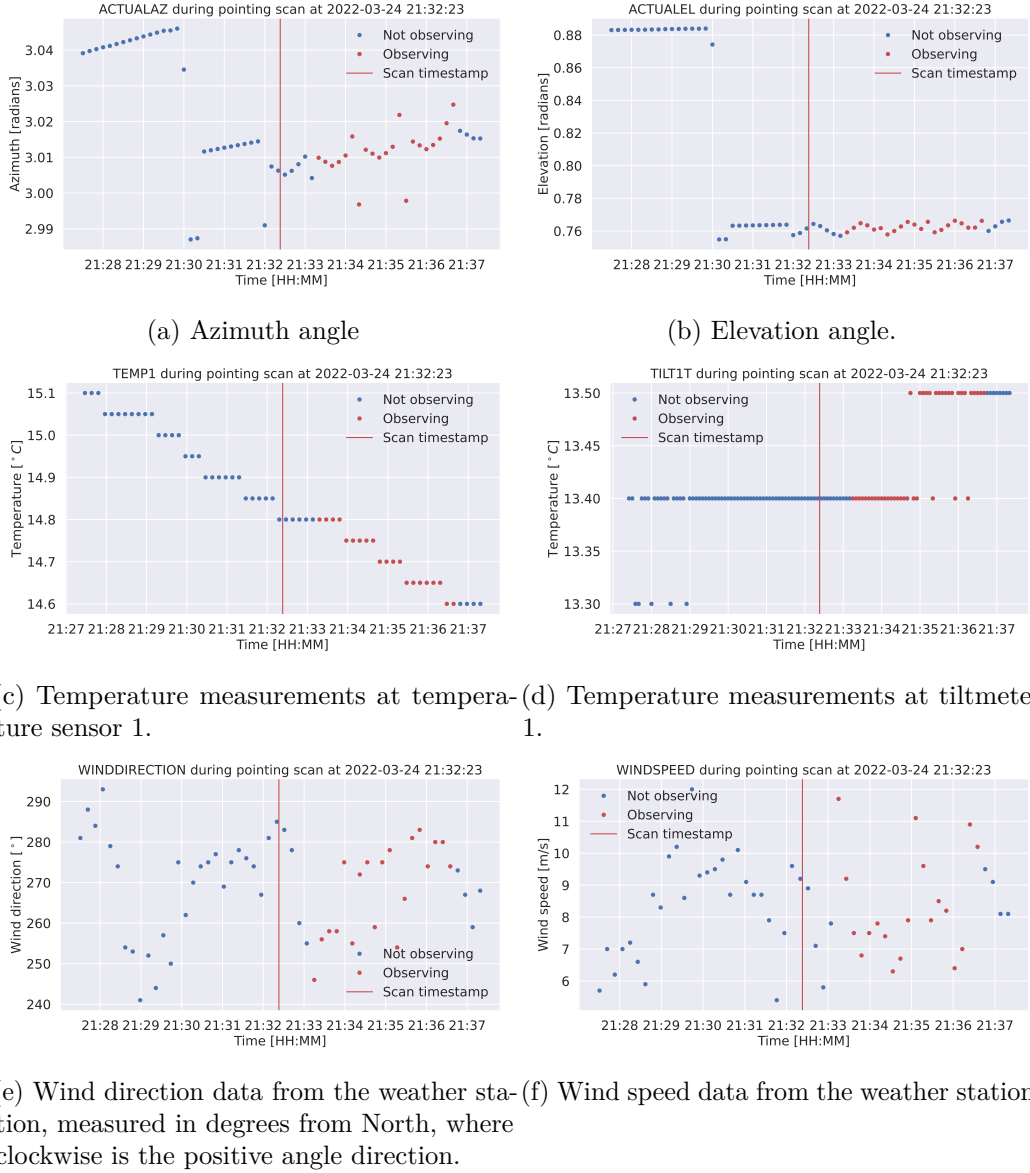 ACTUALAZ during pointing scan at 2022-03-24 21:32:23
Azimuth [radians]
3.04
3.03
3.02
3.01
3.00
2.99
Not observing
Observing
Scan timestamp
21:28 21:29 21:30 21:31 21:32 21:33 21:34 21:35 21:36 21:37
Time [HH:MM]
(a) Azimuth angle
ACTUALEL during pointing scan at 2022-03-24 21:32:23
Elevation [radians]
0.88
0.86
0.84
0.82
0.80
0.78
0.76
Not observing
Observing
Scan timestamp
21:28 21:29 21:30 21:31 21:32 21:33 21:34 21:35 21:36 21:37
Time [HH:MM]
(b) Elevation angle.
TEMP1 during pointing scan at 2022-03-24 21:32:23
Temperature [°C]
15.1
15.0
14.9
14.8
14.7
14.6
Not observing
Observing
Scan timestamp
21:27 21:28 21:29 21:30 21:31 21:32 21:33 21:34 21:35 21:36 21:37
Time [HH:MM]
(c) Temperature measurements at tempera-
ture sensor 1.
TILT1T during pointing scan at 2022-03-24 21:32:23
Temperature [°C]
13.50
13.45
13.40
13.35
13.30
Not observing
Observing
Scan timestamp
21:27 21:28 21:29 21:30 21:31 21:32 21:33 21:34 21:35 21:36 21:37
Time [HH:MM]
(d) Temperature measurements at tiltmete
1.
WINDDIRECTION during pointing scan at 2022-03-24 21:32:23
Wind direction [°]
290
280
270
260
250
240
Not observing
Observing
Scan timestamp
21:28 21:29 21:30 21:31 21:32 21:33 21:34 21:35 21:36 21:37
Time [HH:MM]
(e) Wind direction data from the weather sta-
tion, measured in degrees from North, where
clockwise is the positive angle direction.
WINDSPEED during pointing scan at 2022-03-24 21:32:23
Wind speed [m/s]
12
11
10
9
8
7
6
Not observing
Observing
Scan timestamp
21:28 21:29 21:30 21:31 21:32 21:33 21:34 21:35 21:36 21:37
Time [HH:MM]
(f) Wind speed data from the weather station